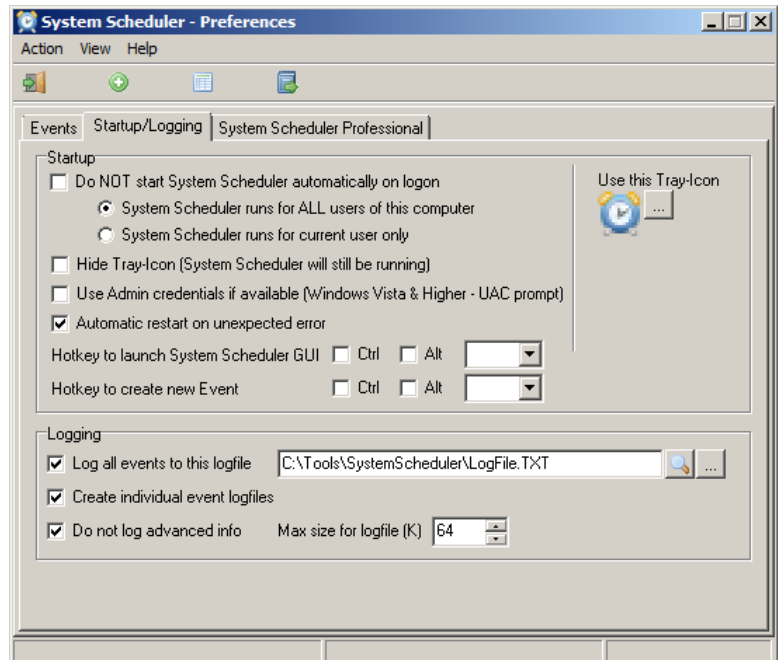 System Scheduler - Preferences
Action View Help
Events Startup/Logging System Scheduler Professional
Startup
Do NOT start System Scheduler automatically on logon
Use this Tray-Icon
System Scheduler runs for ALL users of this computer
...
System Scheduler runs for current user only
Hide Tray-Icon (System Scheduler will still be running)
Use Admin credentials if available (Windows Vista & Higher - UAC prompt)
Automatic restart on unexpected error
Hotkey to launch System Scheduler GUI Ctrl Alt
Hotkey to create new Event Ctrl Alt
Logging
Log all events to this logfile C:\Tools\SystemScheduler\LogFile.TXT ...
Create individual event logfiles
Do not log advanced info Max size for logfile (K) 64